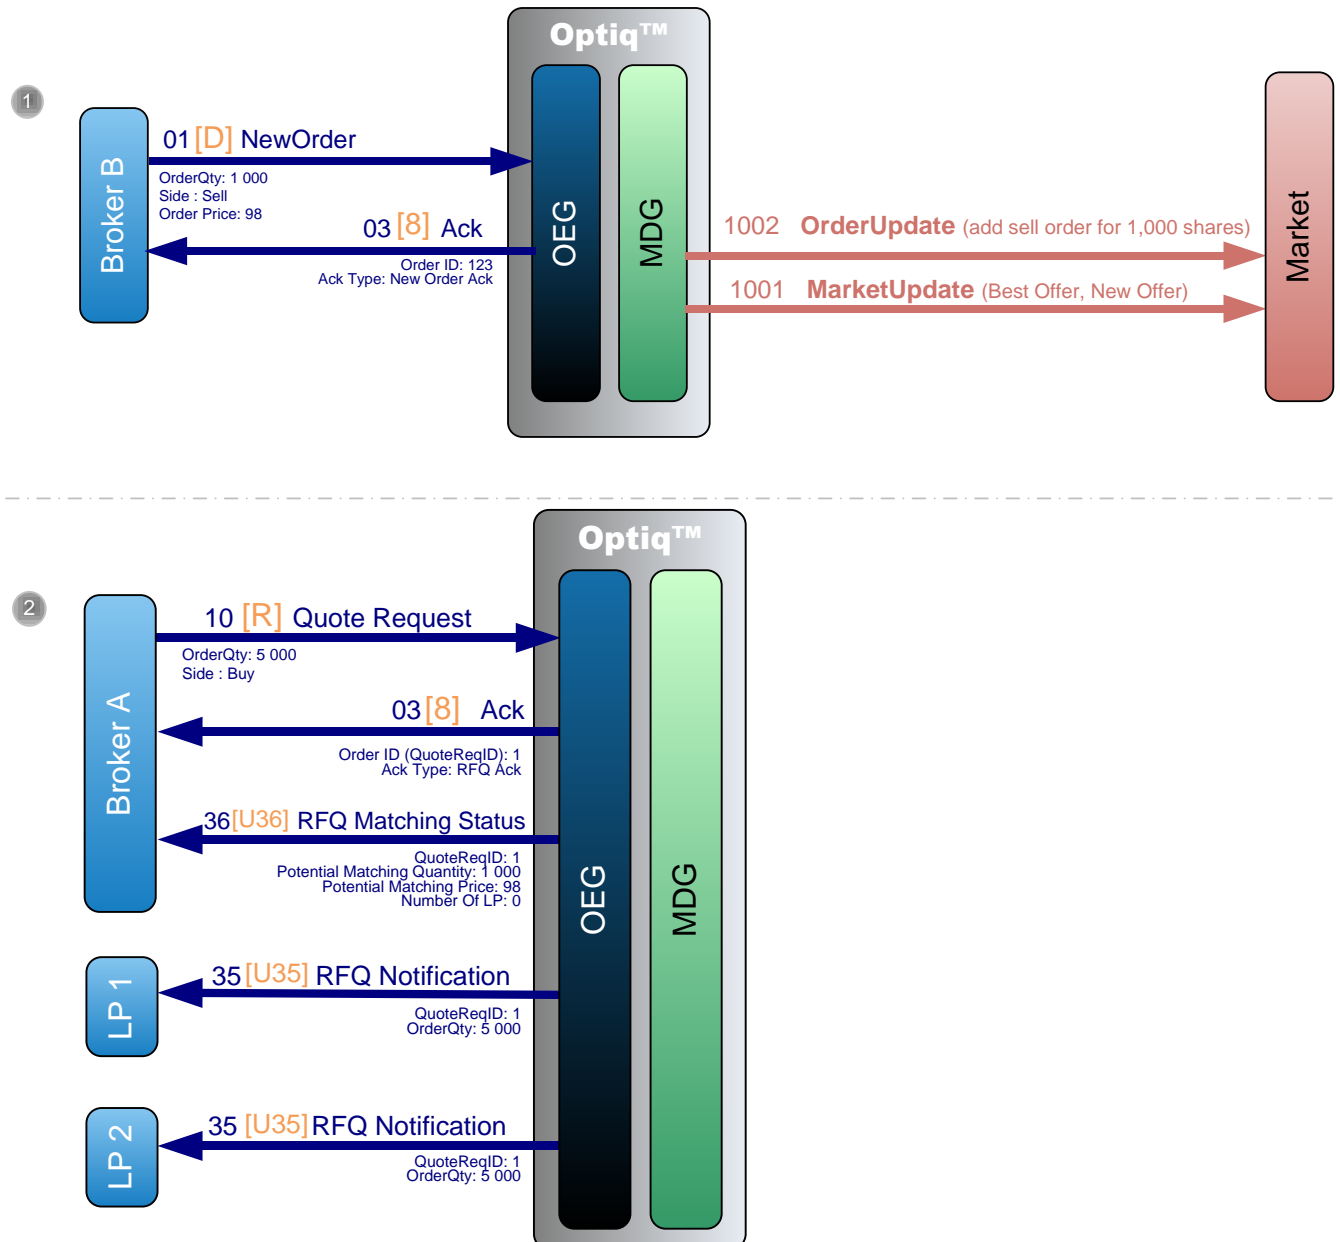 Optiq™
1
01 [D] NewOrder
OrderQty: 1 000
Side : Sell
Order Price: 98
03 [8] Ack
Order ID: 123
Ack Type: New Order Ack
Broker B
OEG
MDG
1002 OrderUpdate (add sell order for 1,000 shares)
1001 MarketUpdate (Best Offer, New Offer)
Market
Optiq™
2
10 [R] Quote Request
OrderQty: 5 000
Side : Buy
03 [8] Ack
Order ID (QuoteReqID): 1
Ack Type: RFQ Ack
36 [U36] RFQ Matching Status
QuoteReqID: 1
Potential Matching Quantity: 1 000
Potential Matching Price: 98
Number Of LP: 0
Broker A
OEG
MDG
35 [U35] RFQ Notification
QuoteReqID: 1
OrderQty: 5 000
LP 1
35 [U35] RFQ Notification
QuoteReqID: 1
OrderQty: 5 000
LP 2